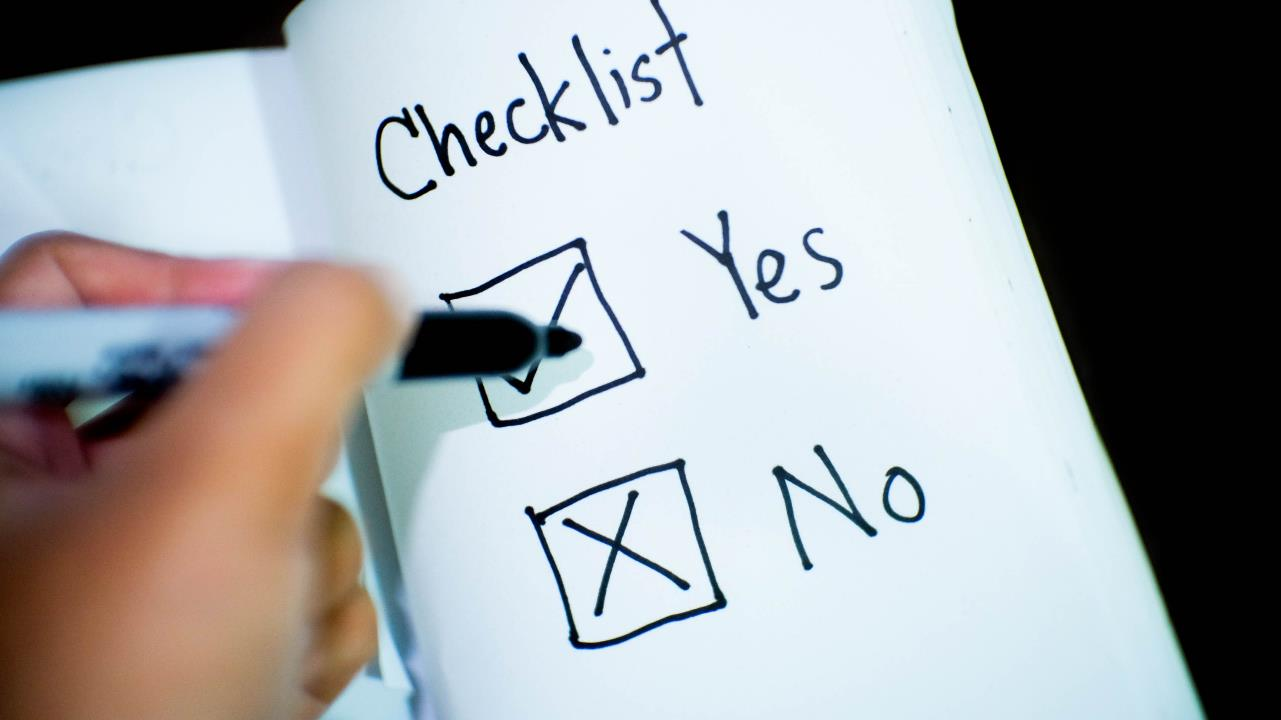 Checklist
Yes
No